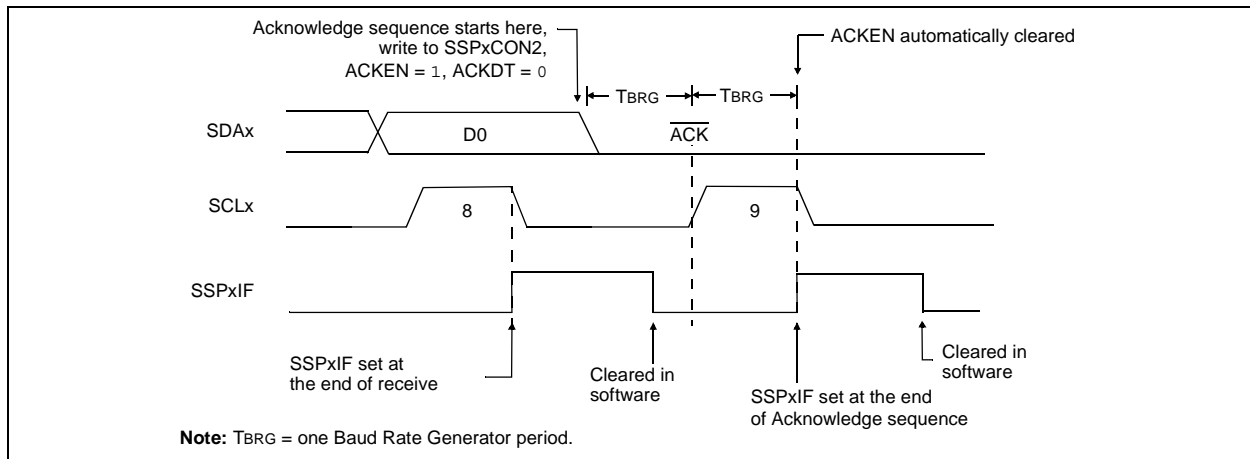 Acknowledge sequence starts here,
write to SSPxCON2,
ACKEN = 1, ACKDT = 0
ACKEN automatically cleared
TBRG
TBRG
SDAx
D0
ACK
SCLx
8
9
SSPxIF
SSPxIF set at
the end of receive
Cleared in
software
SSPxIF set at the end
of Acknowledge sequence
Cleared in
software
Note: TBRG = one Baud Rate Generator period.